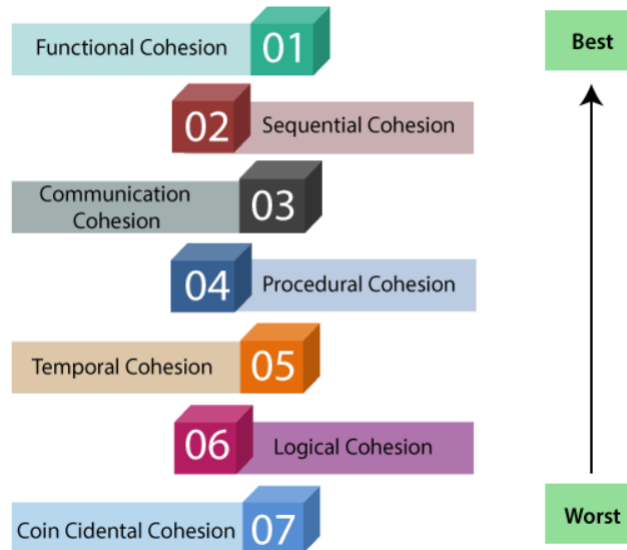 Functional Cohesion 01
Best
02 Sequential Cohesion
Communication
Cohesion
03
04 Procedural Cohesion
Temporal Cohesion 05
06 Logical Cohesion
Coin Cidental Cohesion 07
Worst